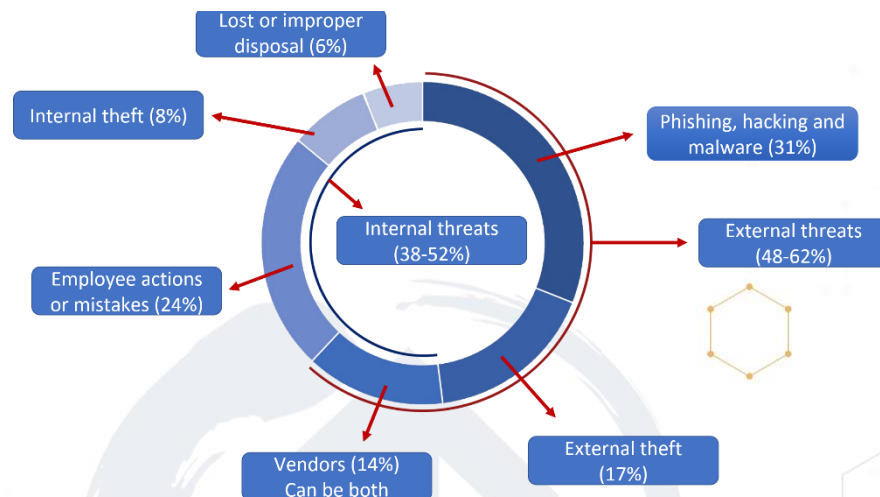 Lost or improper
disposal (6%)
Internal theft (8%)
Phishing, hacking and
malware (31%)
Internal threats
(38-52%)
External threats
(48-62%)
Employee actions
or mistakes (24%)
External theft
(17%)
Vendors (14%)
Can be both